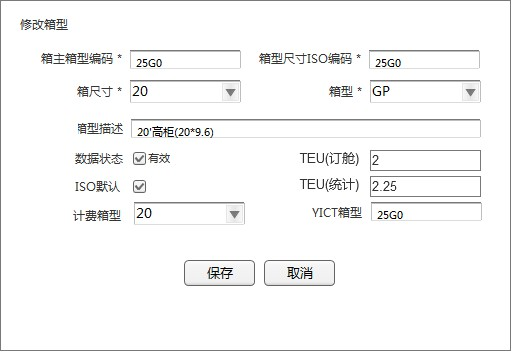 修改箱型
箱主箱型编码 * 25G0 箱型尺寸ISO编码 * 25G0
箱尺寸 * 20 箱型 * GP
箱型描述 20'高柜(20*9.6)
数据状态 有效 TEU(订舱) 2
ISO默认 TEU(统计) 2.25
计费箱型 20 YICT箱型 25G0
保存 取消